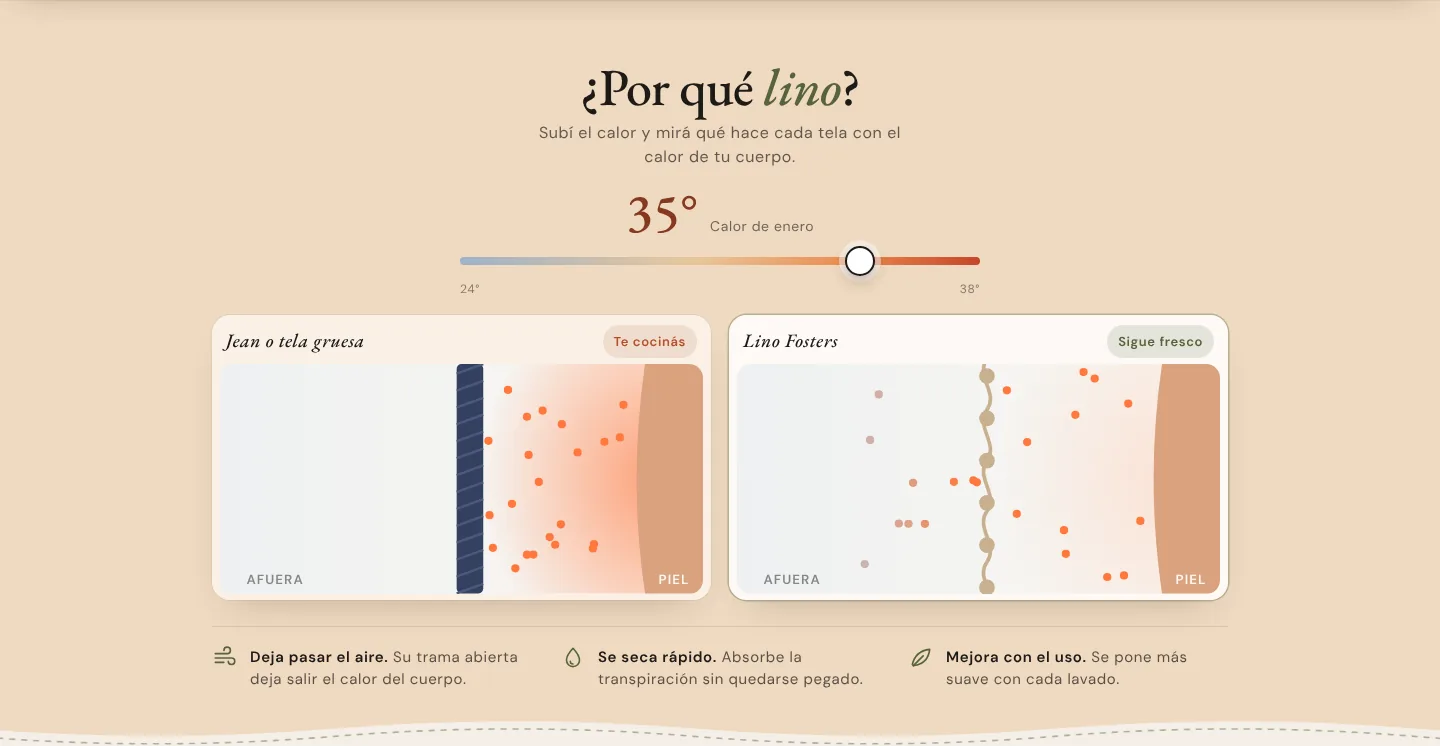 ¿Por qué lino?
Subí el calor y mirá qué hace cada tela con el
calor de tu cuerpo.
35° Calor de enero
24° 38°
Jean o tela gruesa
Te cocinás
AFUERA
PIEL
Lino Fosters
Sigue fresco
AFUERA
PIEL
Deja pasar el aire. Su trama abierta
deja salir el calor del cuerpo.
Se seca rápido. Absorbe la
transpiración sin quedarse pegado.
Mejora con el uso. Se pone más
suave con cada lavado.